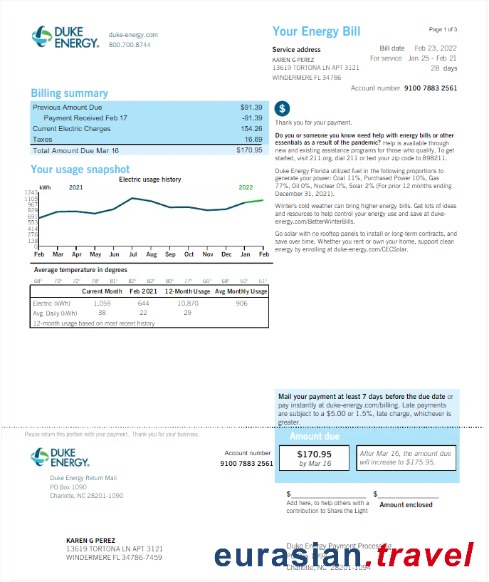 DUKE
ENERGY®
duke-energy.com
800.700.8744
Your Energy Bill
Page 1 of 3
Service address
KAREN G PEREZ
13619 TORTONA LN APT 3121
WINDERMERE FL 34786
Bill date Feb 23, 2022
For service Jan 25 - Feb 21
28 days
Account number 9100 7883 2561
Billing summary
Previous Amount Due $91.39
Payment Received Feb 17 -91.39
Current Electric Charges 154.26
Taxes 16.69
Total Amount Due Mar 16 $170.95
$
Thank you for your payment.
Do you or someone you know need help with energy bills or other
essentials as a result of the pandemic? Help is available through
new and existing assistance programs for those who qualify. To get
started, visit 211.org, dial 211 or text your zip code to 898211.
Duke Energy Florida utilized fuel in the following proportions to
generate your power: Coal 11%, Purchased Power 10%, Gas
77%, Oil 0%, Nuclear 0%, Solar 2% (For prior 12 months ending
December 31, 2021).
Winter's cold weather can bring higher energy bills. Get lots of ideas
and resources to help control your energy use and save at duke-
energy.com/BetterWinterBills.
Go solar with no rooftop panels to install or long-term contracts, and
save over time. Whether you rent or own your home, support clean
energy by enrolling at duke-energy.com/CECSolar.
Your usage snapshot
Electric usage history
kWh 2021 2022
1243
1105
967
829
691
553
414
276
138
0
Feb Mar Apr May Jun Jul Aug Sep Oct Nov Dec Jan Feb
Average temperature in degrees
68° 70° 72° 78° 81° 82° 82° 80° 77° 66° 68° 60° 61°
Current Month Feb 2021 12-Month Usage Avg Monthly Usage
Electric (kWh) 1,059 644 10,870 906
Avg. Daily (kWh) 38 22 29
12-month usage based on most recent history
Mail your payment at least 7 days before the due date or
pay instantly at duke-energy.com/billing. Late payments
are subject to a $5.00 or 1.5%, late charge, whichever is
greater.
Please return this portion with your payment. Thank you for your business.
DUKE
ENERGY®
Duke Energy Return Mail
PO Box 1090
Charlotte, NC 28201-1090
Account number
9100 7883 2561
Amount due
$170.95
by Mar 16
After Mar 16, the amount due
will increase to $175.95.
$
Add here, to help others with a
contribution to Share the Light
$
Amount enclosed
KAREN G PEREZ
13619 TORTONA LN APT 3121
WINDERMERE FL 34786-7459
Duke Energy Payment Processing
Charlotte, NC 28201-1094
eurasian.travel